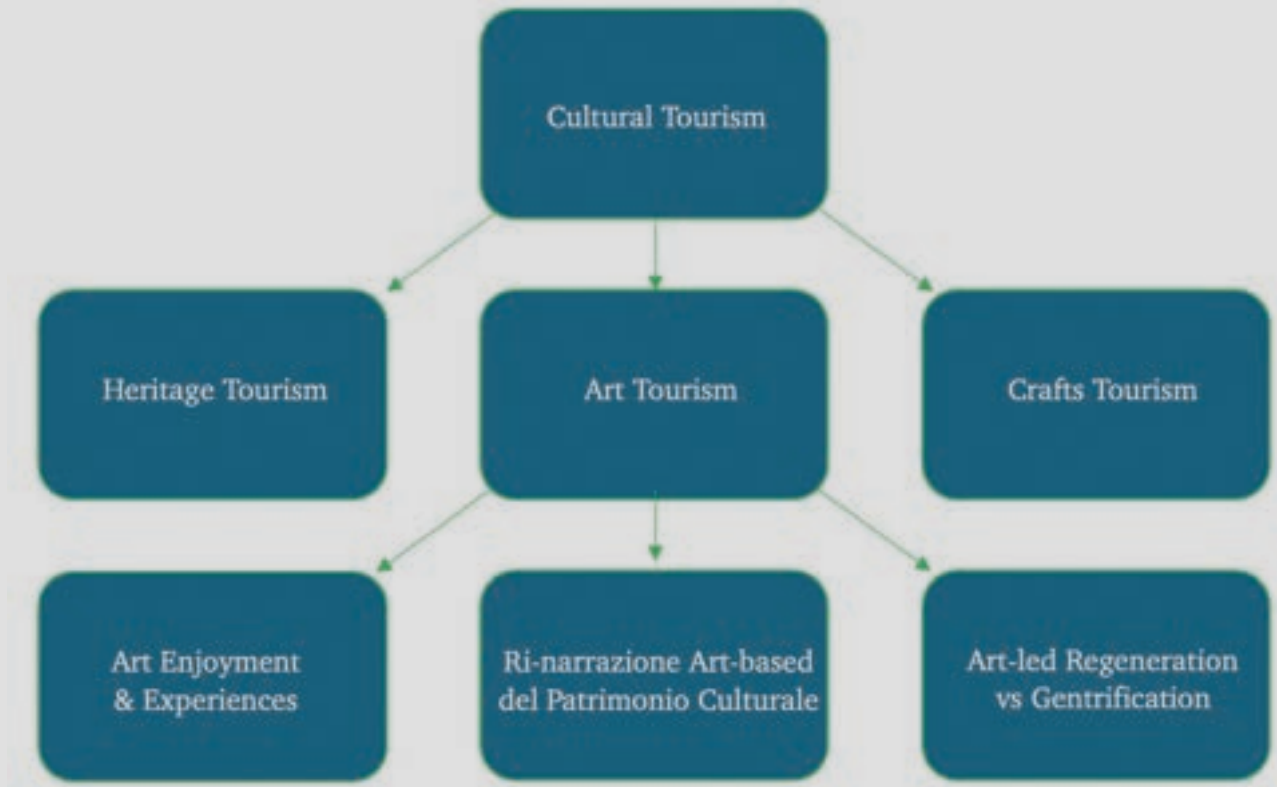 Cultural Tourism
Heritage Tourism
Art Tourism
Crafts Tourism
Art Enjoyment
& Experiences
Ri-narrazione Art-based
del Patrimonio Culturale
Art-led Regeneration
vs Gentrification